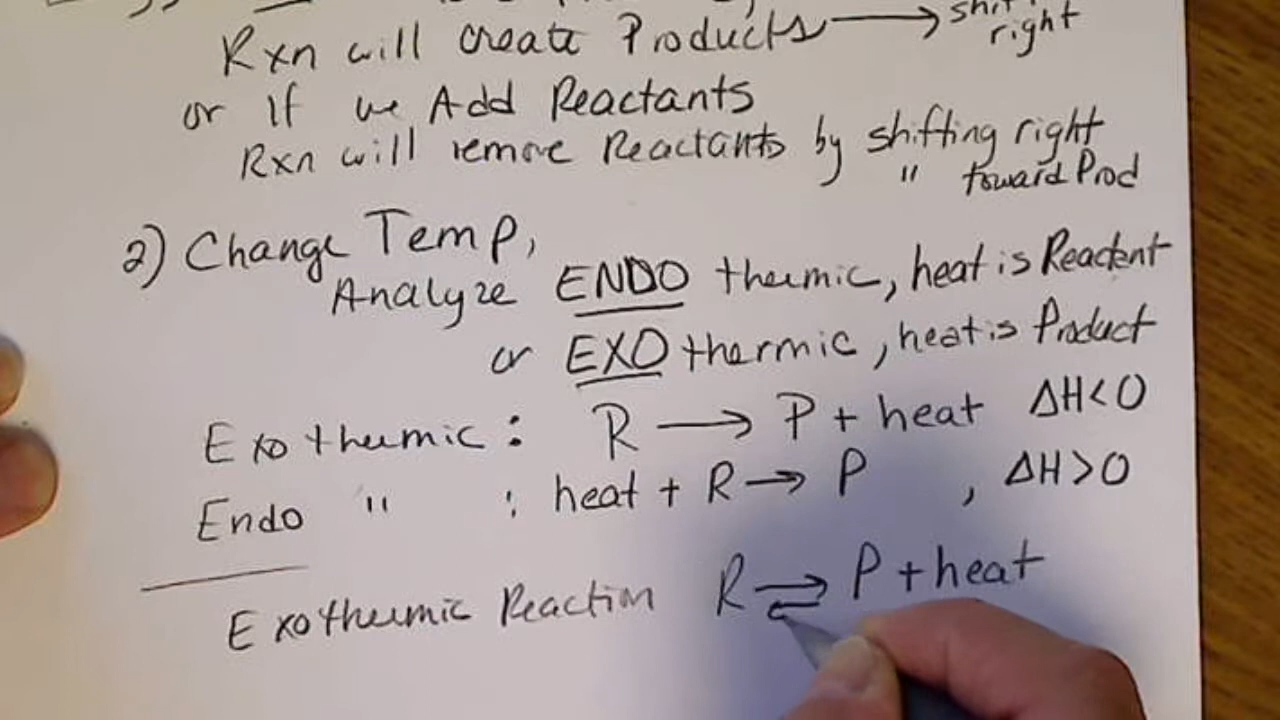 shift
Rxn will create Products ⟶ right
or If we Add Reactants
Rxn will remove Reactants by shifting right
" toward Prod
2) Change Temp,
Analyze ENDO thermic, heat is Reactent
or EXO thermic, heat is Product
Exothermic: R ⟶ P + heat ΔH<0
Endo " ; heat + R → P , ΔH>0
Exothermic Reaction R ⇌ P + heat